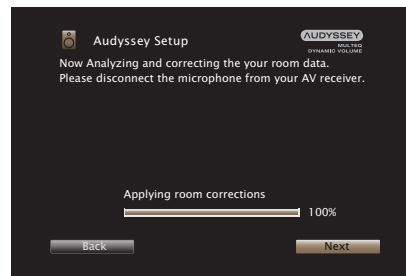 Audyssey Setup
AUDYSSEY
MULTEQ
DYNAMIC VOLUME
Now Analyzing and correcting the your room data.
Please disconnect the microphone from your AV receiver.
Applying room corrections
100%
Back
Next